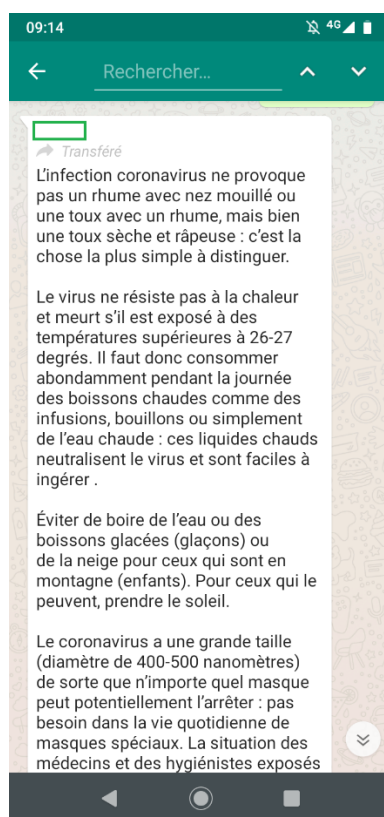 09:14
4G
Rechercher...
Transféré
L'infection coronavirus ne provoque
pas un rhume avec nez mouillé ou
une toux avec un rhume, mais bien
une toux sèche et râpeuse : c'est la
chose la plus simple à distinguer.
Le virus ne résiste pas à la chaleur
et meurt s'il est exposé à des
températures supérieures à 26-27
degrés. Il faut donc consommer
abondamment pendant la journée
des boissons chaudes comme des
infusions, bouillons ou simplement
de l'eau chaude : ces liquides chauds
neutralisent le virus et sont faciles à
ingérer .
Éviter de boire de l'eau ou des
boissons glacées (glaçons) ou
de la neige pour ceux qui sont en
montagne (enfants). Pour ceux qui le
peuvent, prendre le soleil.
Le coronavirus a une grande taille
(diamètre de 400-500 nanomètres)
de sorte que n'importe quel masque
peut potentiellement l'arrêter : pas
besoin dans la vie quotidienne de
masques spéciaux. La situation des
médecins et des hygiénistes exposés